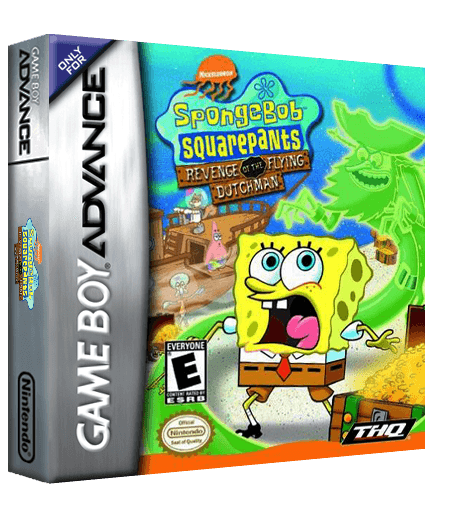 GAME BOY ADVANCE
Nintendo
ONLY
FOR
GAME BOY ADVANCE
NICKELODEON
SpongeBob
SQUAREPANTS
REVENGE OF THE FLYING
DUTCHMAN
EVERYONE
E
CONTENT RATED BY
ESRB
Official
Nintendo
Seal of Quality
THQ